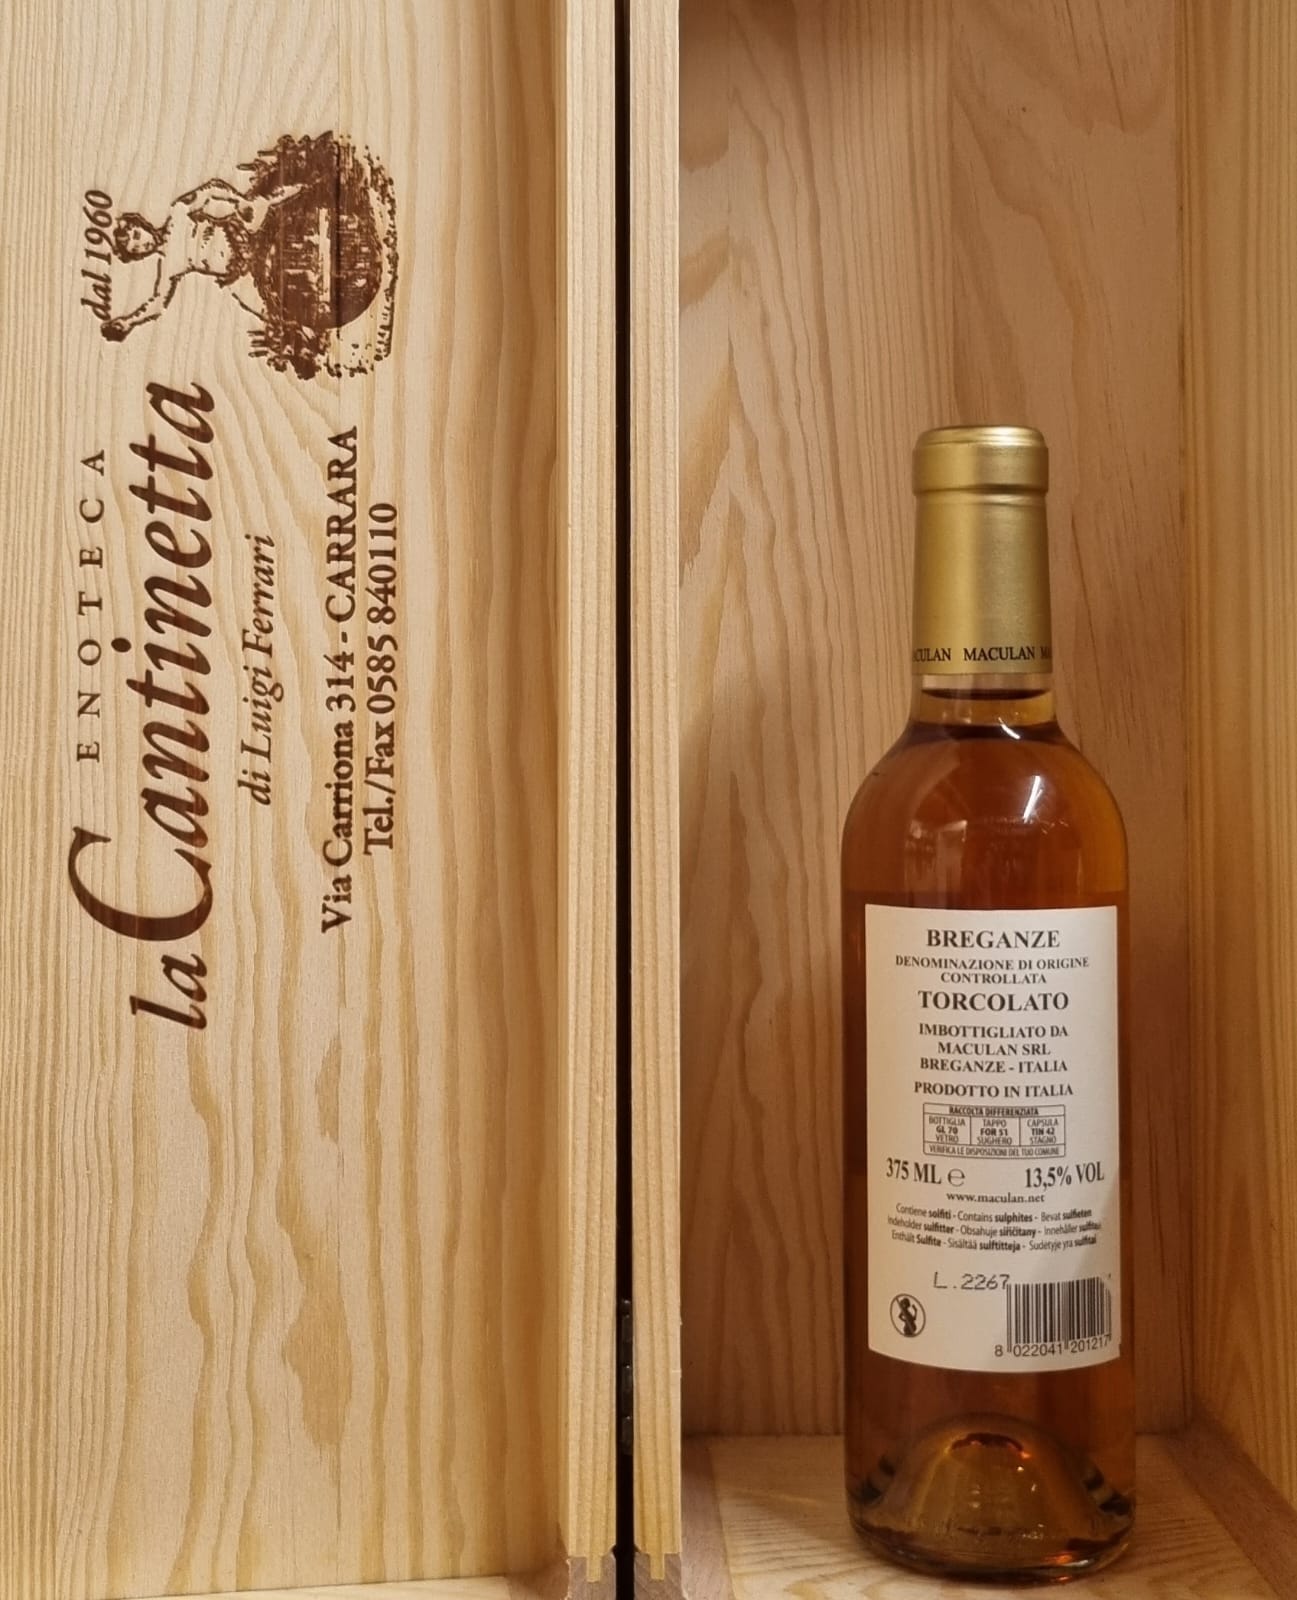 ENOTECA
dal 1960
la Cantinetta
di Luigi Ferrari
Via Carriona 314 - CARRARA
Tel./Fax 0585 840110
MACULAN
BREGANZE
DENOMINAZIONE DI ORIGINE
CONTROLLATA
TORCOLATO
IMBOTTIGLIATO DA
MACULAN SRL
BREGANZE - ITALIA
PRODOTTO IN ITALIA
RACCOLTA DIFFERENZIATA
BOTTIGLIA TAPPO CAPSULA
GL 70 FOR 51 TIN 42
VETRO SUGHERO STAGNO
VERIFICA LE DISPOSIZIONI DEL TUO COMUNE
375 ML ℮ 13,5% VOL
www.maculan.net
Contiene solfiti - Contains sulphites - Bevat sulfieten
Indeholder sulfitter - Obsahuje siřičitany - Innehåller
Enthält Sulfite - Sisältää sulfiitteja - Sudėtyje yra sulfitai
L.2267
8 022041 201217